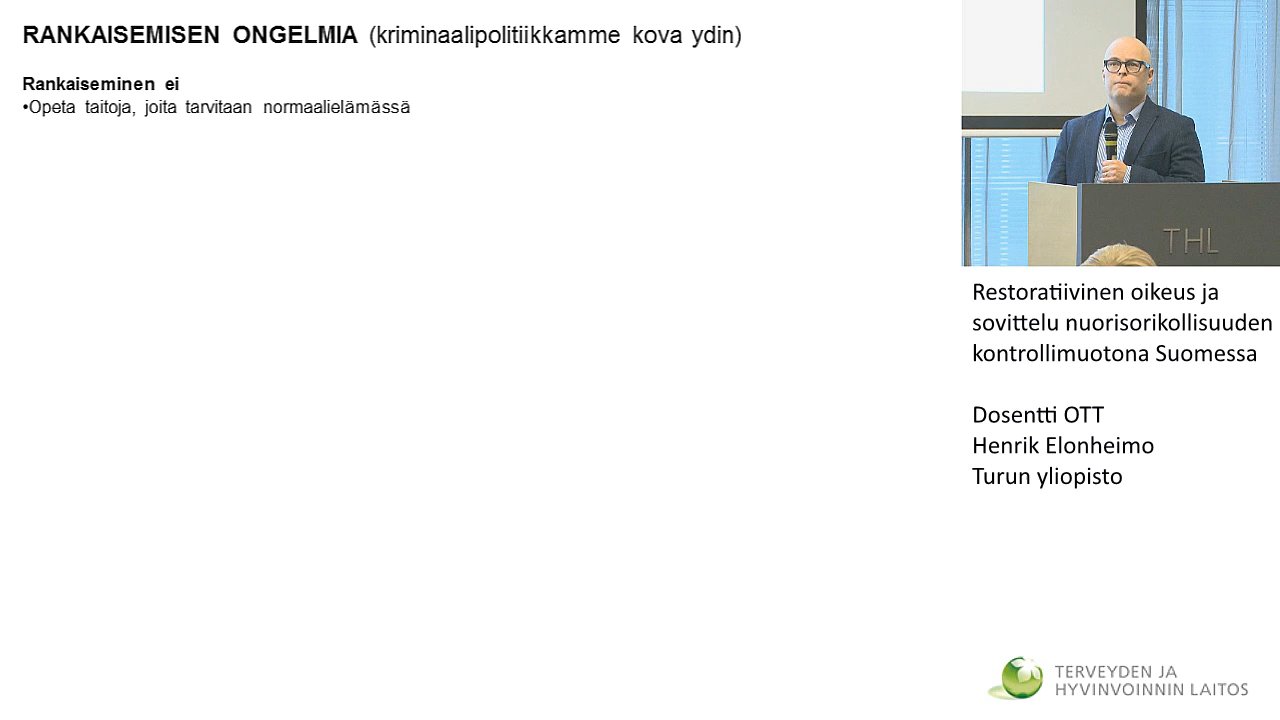 RANKAISEMISEN ONGELMIA (kriminaalipolitiikkamme kova ydin)
Rankaiseminen ei
•Opeta taitoja, joita tarvitaan normaalielämässä
THL
Restoratiivinen oikeus ja
sovittelu nuorisorikollisuuden
kontrollimuotona Suomessa
Dosentti OTT
Henrik Elonheimo
Turun yliopisto
TERVEYDEN JA
HYVINVOINNIN LAITOS